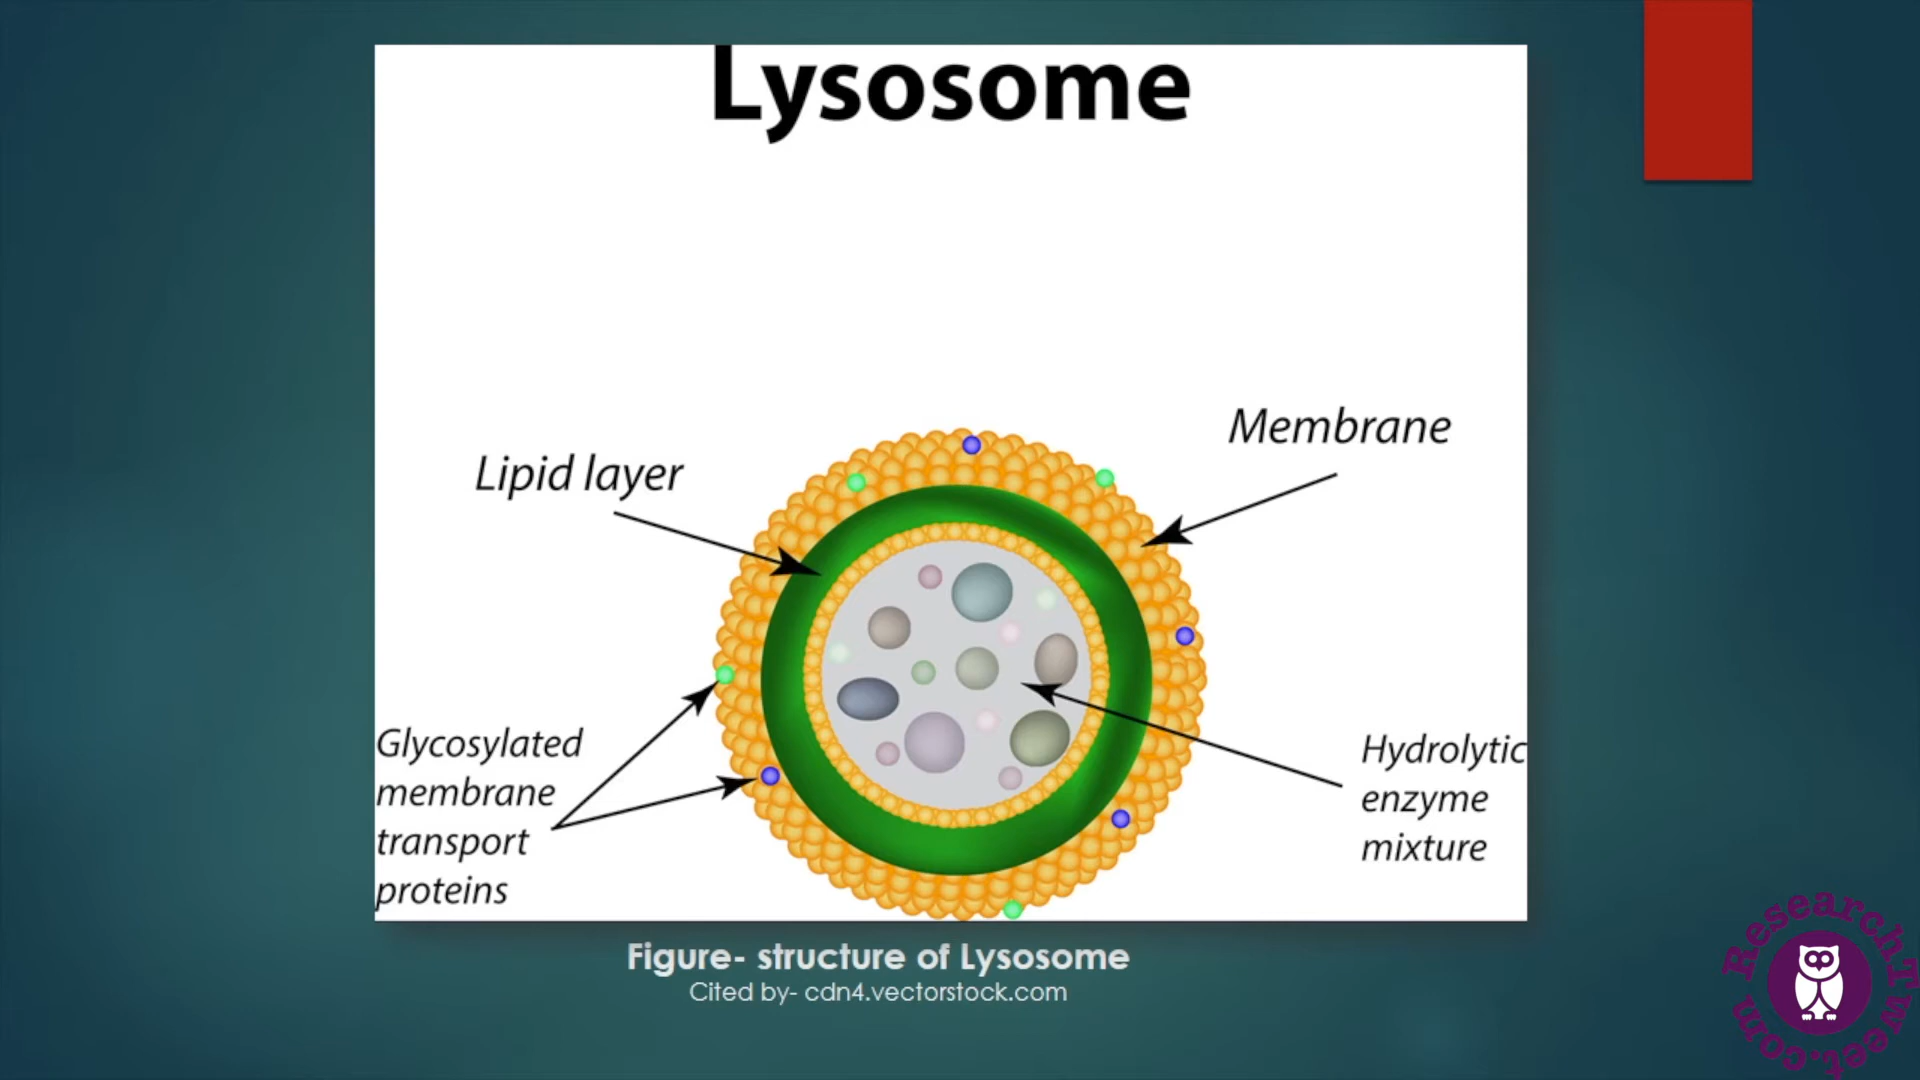 Lysosome
Membrane
Lipid layer
Glycosylated
membrane
transport
proteins
Hydrolytic
enzyme
mixture
Figure- structure of Lysosome
Cited by- cdn4.vectorstock.com
ResearchTweet.com